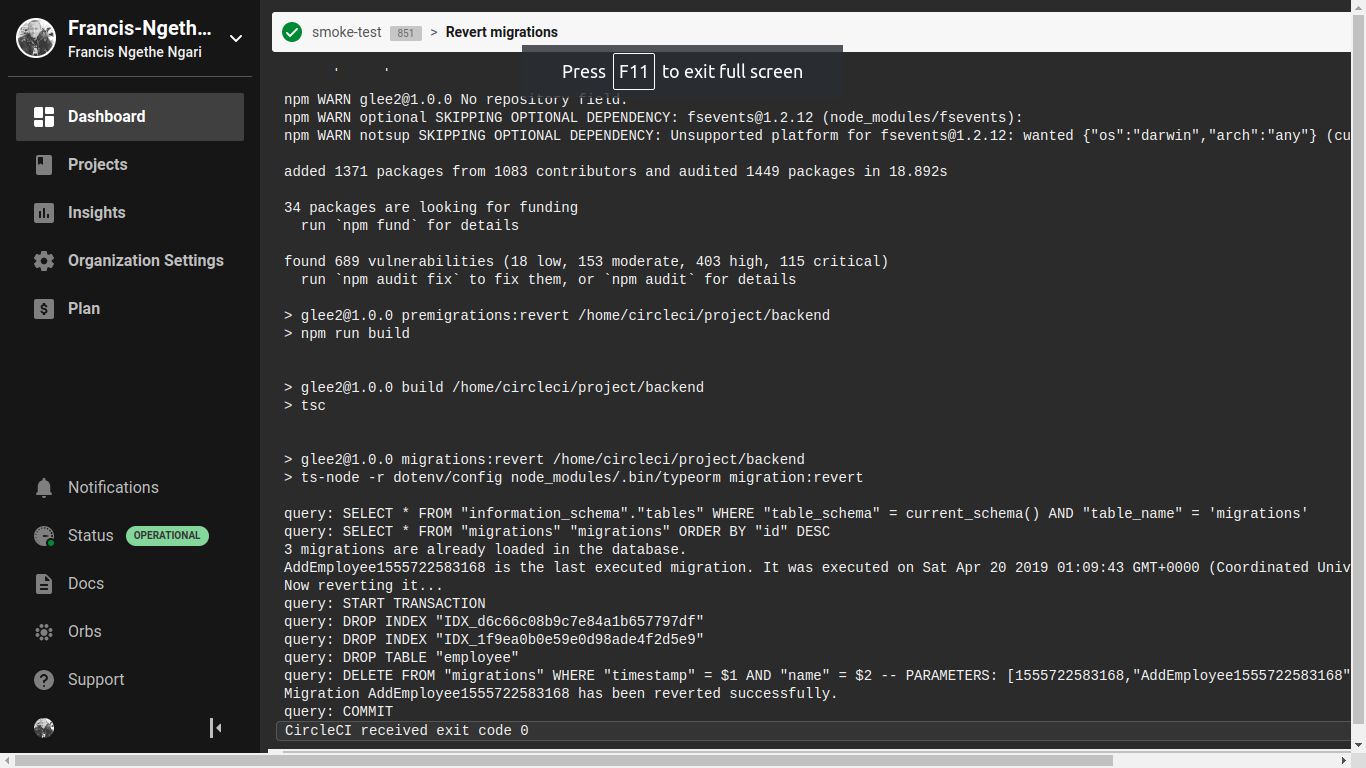 Francis-Ngeth...
Francis Ngethe Ngari
Dashboard
Projects
Insights
Organization Settings
Plan
Notifications
Status OPERATIONAL
Docs
Orbs
Support
smoke-test 851 > Revert migrations
Press F11 to exit full screen
npm WARN glee2@1.0.0 No repository field.
npm WARN optional SKIPPING OPTIONAL DEPENDENCY: fsevents@1.2.12 (node_modules/fsevents):
npm WARN notsup SKIPPING OPTIONAL DEPENDENCY: Unsupported platform for fsevents@1.2.12: wanted {"os":"darwin","arch":"any"} (cu
added 1371 packages from 1083 contributors and audited 1449 packages in 18.892s
34 packages are looking for funding
run `npm fund` for details
found 689 vulnerabilities (18 low, 153 moderate, 403 high, 115 critical)
run `npm audit fix` to fix them, or `npm audit` for details
> glee2@1.0.0 premigrations:revert /home/circleci/project/backend
> npm run build
> glee2@1.0.0 build /home/circleci/project/backend
> tsc
> glee2@1.0.0 migrations:revert /home/circleci/project/backend
> ts-node -r dotenv/config node_modules/.bin/typeorm migration:revert
query: SELECT * FROM "information_schema"."tables" WHERE "table_schema" = current_schema() AND "table_name" = 'migrations'
query: SELECT * FROM "migrations" "migrations" ORDER BY "id" DESC
3 migrations are already loaded in the database.
AddEmployee1555722583168 is the last executed migration. It was executed on Sat Apr 20 2019 01:09:43 GMT+0000 (Coordinated Univ
Now reverting it...
query: START TRANSACTION
query: DROP INDEX "IDX_d6c66c08b9c7e84a1b657797df"
query: DROP INDEX "IDX_1f9ea0b0e59e0d98ade4f2d5e9"
query: DROP TABLE "employee"
query: DELETE FROM "migrations" WHERE "timestamp" = $1 AND "name" = $2 -- PARAMETERS: [1555722583168,"AddEmployee1555722583168"
Migration AddEmployee1555722583168 has been reverted successfully.
query: COMMIT
CircleCI received exit code 0